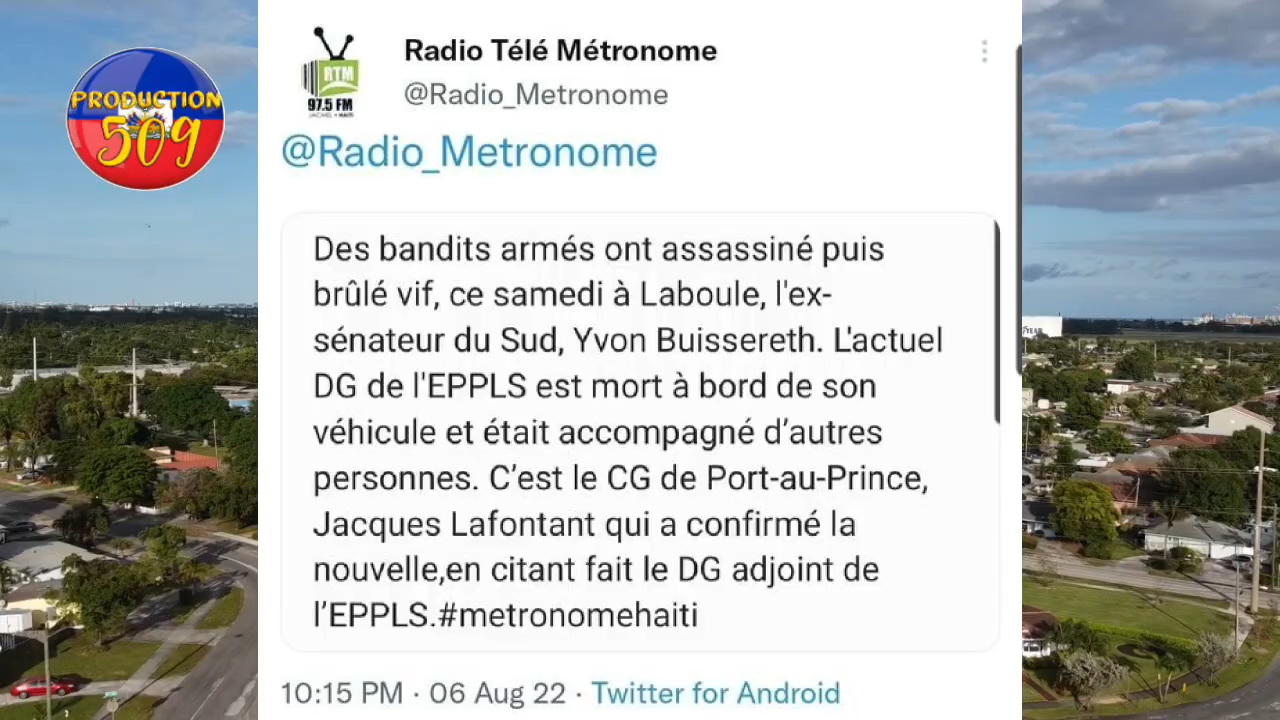 PRODUCTION
509
RTM
97.5 FM
JACMEL • HAITI
Radio Télé Métronome
@Radio_Metronome
@Radio_Metronome
Des bandits armés ont assassiné puis
brûlé vif, ce samedi à Laboule, l'ex-
sénateur du Sud, Yvon Buissereth. L'actuel
DG de l'EPPLS est mort à bord de son
véhicule et était accompagné d’autres
personnes. C’est le CG de Port-au-Prince,
Jacques Lafontant qui a confirmé la
nouvelle,en citant fait le DG adjoint de
l’EPPLS.#metronomehaiti
10:15 PM · 06 Aug 22 · Twitter for Android